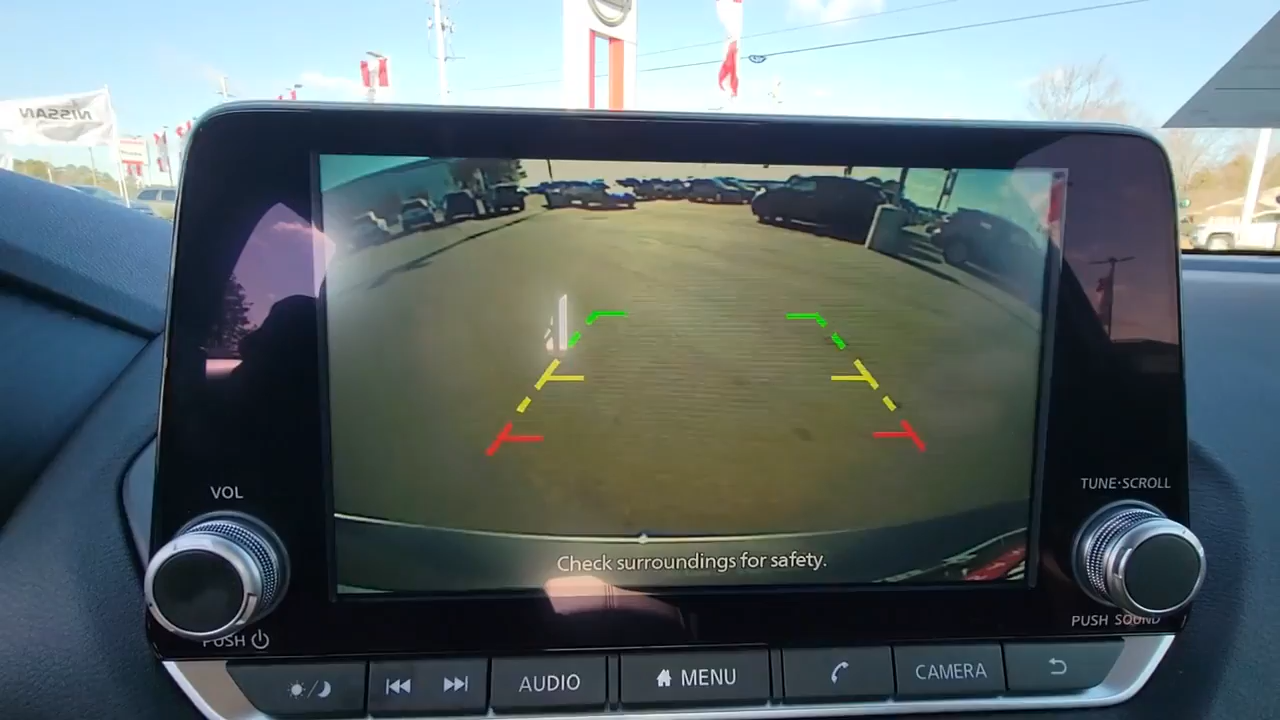 NISSAN
VOL
TUNE·SCROLL
Check surroundings for safety.
PUSH
PUSH SOUND
AUDIO
MENU
CAMERA